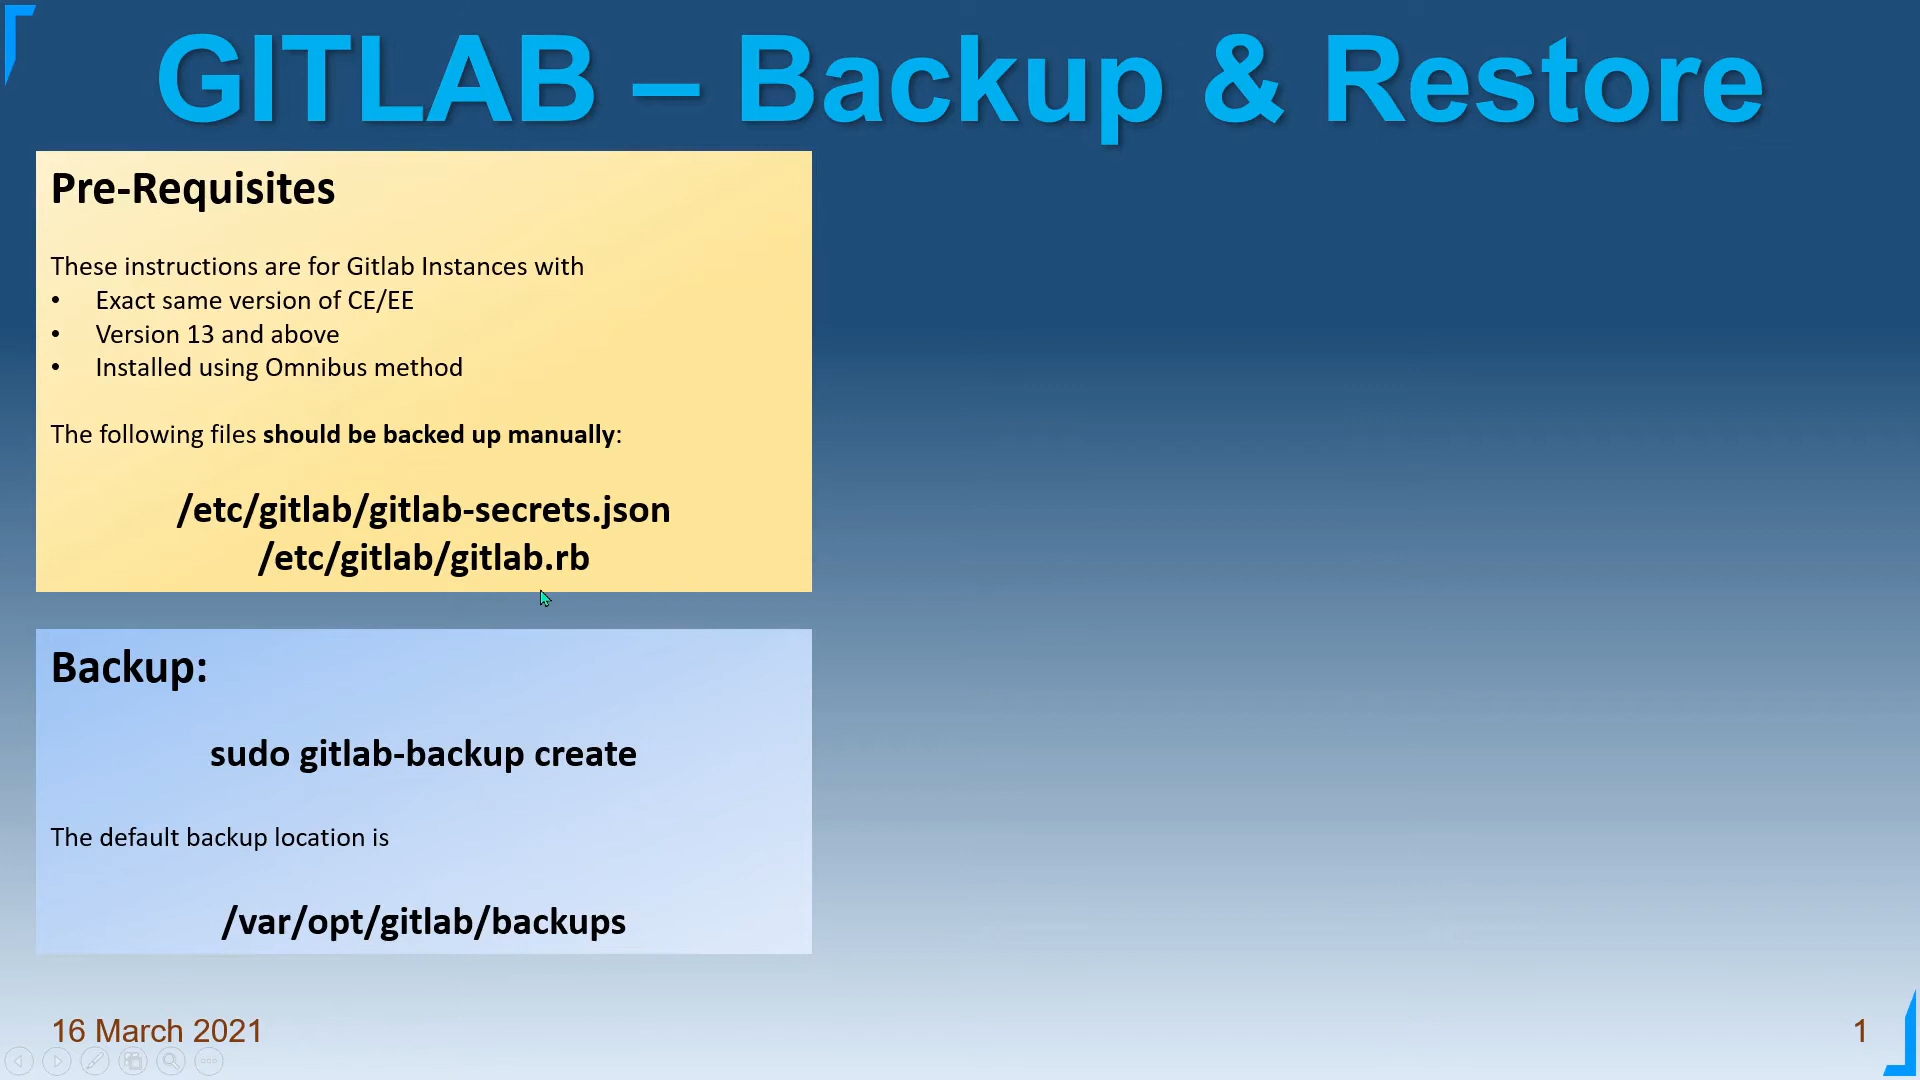 GITLAB – Backup & Restore
Pre-Requisites
These instructions are for Gitlab Instances with
• Exact same version of CE/EE
• Version 13 and above
• Installed using Omnibus method
The following files should be backed up manually:
/etc/gitlab/gitlab-secrets.json
/etc/gitlab/gitlab.rb
Backup:
sudo gitlab-backup create
The default backup location is
/var/opt/gitlab/backups
16 March 2021
1